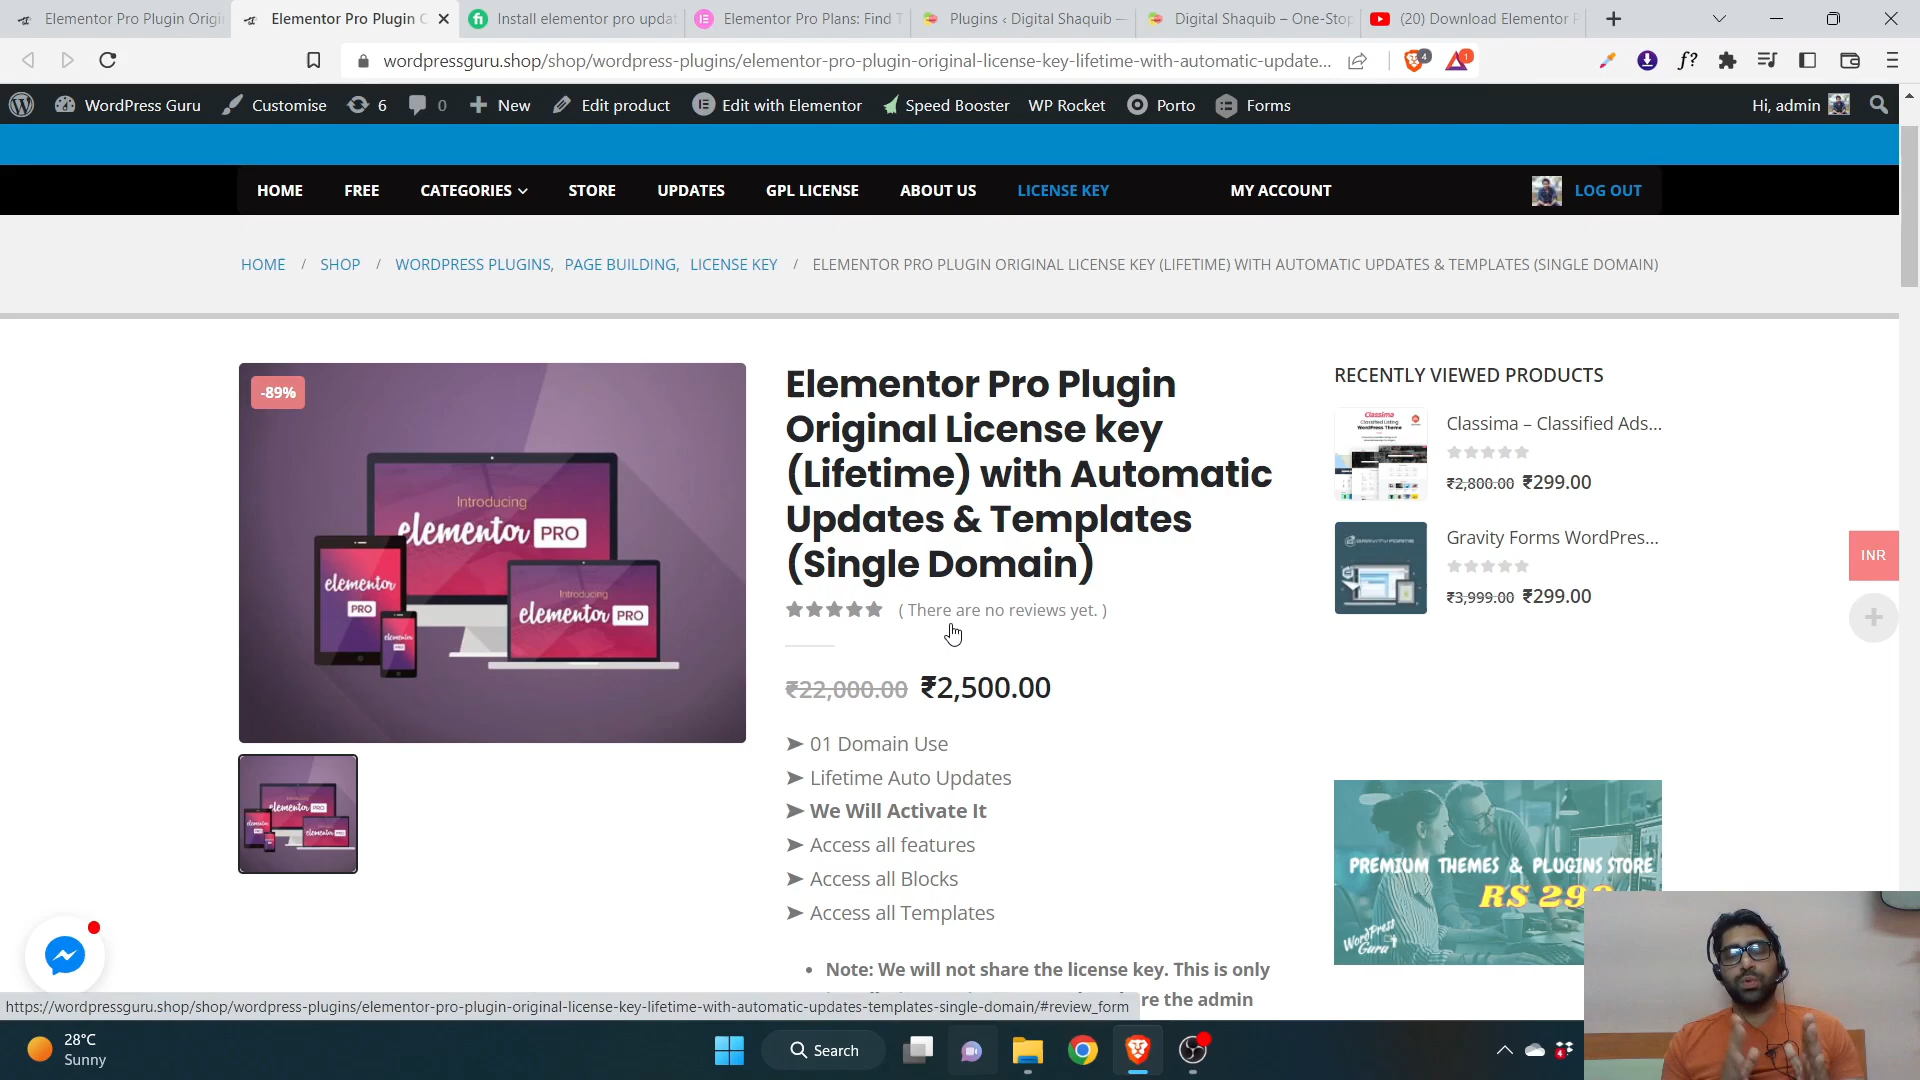 Elementor Pro Plugin Origi
Elementor Pro Plugin O
Install elementor pro updat
Elementor Pro Plans: Find T
Plugins ‹ Digital Shaquib —
Digital Shaquib – One-Stop
(20) Download Elementor P
wordpressguru.shop/shop/wordpress-plugins/elementor-pro-plugin-original-license-key-lifetime-with-automatic-update...
4
1
WordPress Guru
Customise
6
0
New
Edit product
Edit with Elementor
Speed Booster
WP Rocket
Porto
Forms
Hi, admin
HOME
FREE
CATEGORIES
STORE
UPDATES
GPL LICENSE
ABOUT US
LICENSE KEY
MY ACCOUNT
LOG OUT
HOME / SHOP / WORDPRESS PLUGINS, PAGE BUILDING, LICENSE KEY / ELEMENTOR PRO PLUGIN ORIGINAL LICENSE KEY (LIFETIME) WITH AUTOMATIC UPDATES & TEMPLATES (SINGLE DOMAIN)
-89%
Introducing
elementor PRO
elementor
PRO
Introducing
elementor PRO
Elementor Pro Plugin
Original License key
(Lifetime) with Automatic
Updates & Templates
(Single Domain)
( There are no reviews yet. )
₹22,000.00 ₹2,500.00
➤ 01 Domain Use
➤ Lifetime Auto Updates
➤ We Will Activate It
➤ Access all features
➤ Access all Blocks
➤ Access all Templates
• Note: We will not share the license key. This is only
re the admin
RECENTLY VIEWED PRODUCTS
Classima
Classima – Classified Ads...
₹2,800.00 ₹299.00
GRAVITY FORMS
Gravity Forms WordPres...
₹3,999.00 ₹299.00
INR
PREMIUM THEMES & PLUGINS STORE
RS 29
WordPress
Guru
https://wordpressguru.shop/shop/wordpress-plugins/elementor-pro-plugin-original-license-key-lifetime-with-automatic-updates-templates-single-domain/#review_form
28°C
Sunny
Search
4